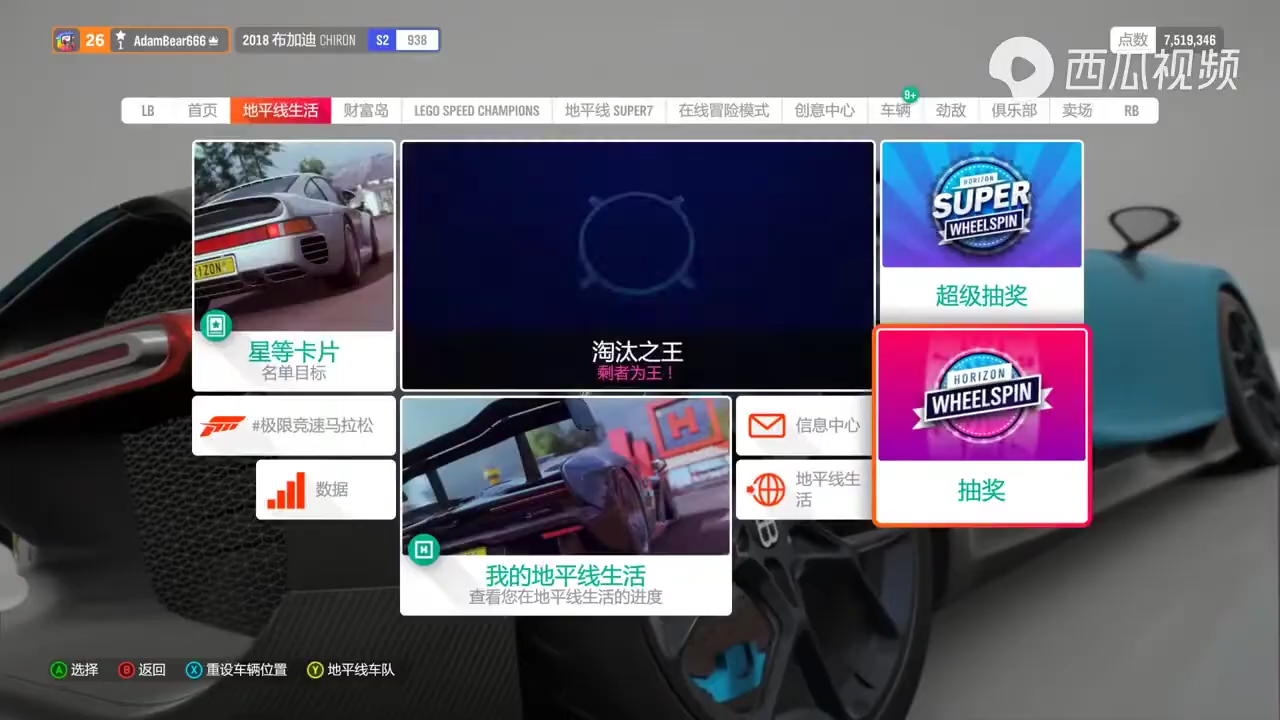 26
1
AdamBear666
2018 布加迪 CHIRON
S2
938
点数
7,519,346
西瓜视频
LB
首页
地平线生活
财富岛
LEGO SPEED CHAMPIONS
地平线 SUPER7
在线冒险模式
创意中心
车辆
9+
劲敌
俱乐部
卖场
RB
星等卡片
名单目标
#极限竞速马拉松
数据
淘汰之王
剩者为王！
H
我的地平线生活
查看您在地平线生活的进度
信息中心
地平线生
活
HORIZON
SUPER
WHEELSPIN
超级抽奖
HORIZON
WHEELSPIN
抽奖
A 选择
B 返回
X 重设车辆位置
Y 地平线车队